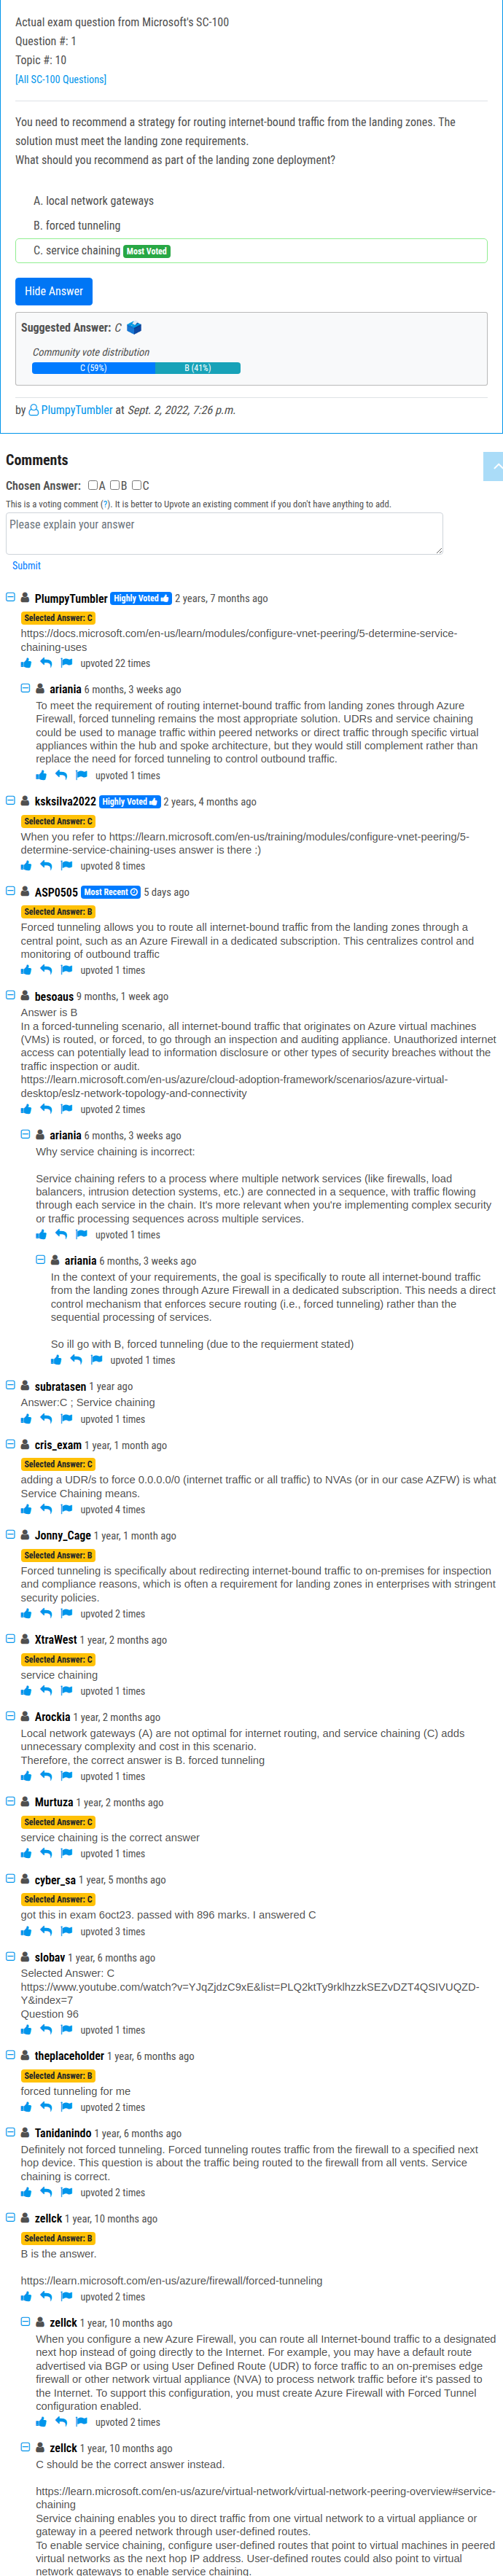 Actual exam question from Microsoft's SC-100
Question #: 1
Topic #: 10
[All SC-100 Questions]
You need to recommend a strategy for routing internet-bound traffic from the landing zones. The
solution must meet the landing zone requirements.
What should you recommend as part of the landing zone deployment?
A. local network gateways
B. forced tunneling
C. service chaining Most Voted
Hide Answer
Suggested Answer: C
Community vote distribution
C (59%) B (41%)
by PlumpyTumbler at Sept. 2, 2022, 7:26 p.m.
Comments
Chosen Answer: A B C
This is a voting comment (?). It is better to Upvote an existing comment if you don't have anything to add.
Please explain your answer
Submit
PlumpyTumbler Highly Voted 2 years, 7 months ago
Selected Answer: C
https://docs.microsoft.com/en-us/learn/modules/configure-vnet-peering/5-determine-service-
chaining-uses
upvoted 22 times
ariania 6 months, 3 weeks ago
To meet the requirement of routing internet-bound traffic from landing zones through Azure
Firewall, forced tunneling remains the most appropriate solution. UDRs and service chaining
could be used to manage traffic within peered networks or direct traffic through specific virtual
appliances within the hub and spoke architecture, but they would still complement rather than
replace the need for forced tunneling to control outbound traffic.
upvoted 1 times
ksksilva2022 Highly Voted 2 years, 4 months ago
Selected Answer: C
When you refer to https://learn.microsoft.com/en-us/training/modules/configure-vnet-peering/5-
determine-service-chaining-uses answer is there :)
upvoted 8 times
ASP0505 Most Recent 5 days ago
Selected Answer: B
Forced tunneling allows you to route all internet-bound traffic from the landing zones through a
central point, such as an Azure Firewall in a dedicated subscription. This centralizes control and
monitoring of outbound traffic
upvoted 1 times
besoaus 9 months, 1 week ago
Answer is B
In a forced-tunneling scenario, all internet-bound traffic that originates on Azure virtual machines
(VMs) is routed, or forced, to go through an inspection and auditing appliance. Unauthorized internet
access can potentially lead to information disclosure or other types of security breaches without the
traffic inspection or audit.
https://learn.microsoft.com/en-us/azure/cloud-adoption-framework/scenarios/azure-virtual-
desktop/eslz-network-topology-and-connectivity
upvoted 2 times
ariania 6 months, 3 weeks ago
Why service chaining is incorrect:
Service chaining refers to a process where multiple network services (like firewalls, load
balancers, intrusion detection systems, etc.) are connected in a sequence, with traffic flowing
through each service in the chain. It's more relevant when you're implementing complex security
or traffic processing sequences across multiple services.
upvoted 1 times
ariania 6 months, 3 weeks ago
In the context of your requirements, the goal is specifically to route all internet-bound traffic
from the landing zones through Azure Firewall in a dedicated subscription. This needs a direct
control mechanism that enforces secure routing (i.e., forced tunneling) rather than the
sequential processing of services.
So ill go with B, forced tunneling (due to the requierment stated)
upvoted 1 times
subratasen 1 year ago
Answer:C ; Service chaining
upvoted 1 times
cris_exam 1 year, 1 month ago
Selected Answer: C
adding a UDR/s to force 0.0.0.0/0 (internet traffic or all traffic) to NVAs (or in our case AZFW) is what
Service Chaining means.
upvoted 4 times
Jonny_Cage 1 year, 1 month ago
Selected Answer: B
Forced tunneling is specifically about redirecting internet-bound traffic to on-premises for inspection
and compliance reasons, which is often a requirement for landing zones in enterprises with stringent
security policies.
upvoted 2 times
XtraWest 1 year, 2 months ago
Selected Answer: C
service chaining
upvoted 1 times
Arockia 1 year, 2 months ago
Local network gateways (A) are not optimal for internet routing, and service chaining (C) adds
unnecessary complexity and cost in this scenario.
Therefore, the correct answer is B. forced tunneling
upvoted 1 times
Murtuza 1 year, 2 months ago
Selected Answer: C
service chaining is the correct answer
upvoted 1 times
cyber_sa 1 year, 5 months ago
Selected Answer: C
got this in exam 6oct23. passed with 896 marks. I answered C
upvoted 3 times
slobav 1 year, 6 months ago
Selected Answer: C
https://www.youtube.com/watch?v=YJqZjdzC9xE&list=PLQ2ktTy9rklhzzkSEZvDZT4QSIVUQZD-
Y&index=7
Question 96
upvoted 1 times
theplaceholder 1 year, 6 months ago
Selected Answer: B
forced tunneling for me
upvoted 2 times
Tanidanindo 1 year, 6 months ago
Definitely not forced tunneling. Forced tunneling routes traffic from the firewall to a specified next
hop device. This question is about the traffic being routed to the firewall from all vents. Service
chaining is correct.
upvoted 2 times
zellck 1 year, 10 months ago
Selected Answer: B
B is the answer.
https://learn.microsoft.com/en-us/azure/firewall/forced-tunneling
upvoted 2 times
zellck 1 year, 10 months ago
When you configure a new Azure Firewall, you can route all Internet-bound traffic to a designated
next hop instead of going directly to the Internet. For example, you may have a default route
advertised via BGP or using User Defined Route (UDR) to force traffic to an on-premises edge
firewall or other network virtual appliance (NVA) to process network traffic before it's passed to
the Internet. To support this configuration, you must create Azure Firewall with Forced Tunnel
configuration enabled.
upvoted 2 times
zellck 1 year, 10 months ago
C should be the correct answer instead.
https://learn.microsoft.com/en-us/azure/virtual-network/virtual-network-peering-overview#service-
chaining
Service chaining enables you to direct traffic from one virtual network to a virtual appliance or
gateway in a peered network through user-defined routes.
To enable service chaining, configure user-defined routes that point to virtual machines in peered
virtual networks as the next hop IP address. User-defined routes could also point to virtual
network gateways to enable service chaining.